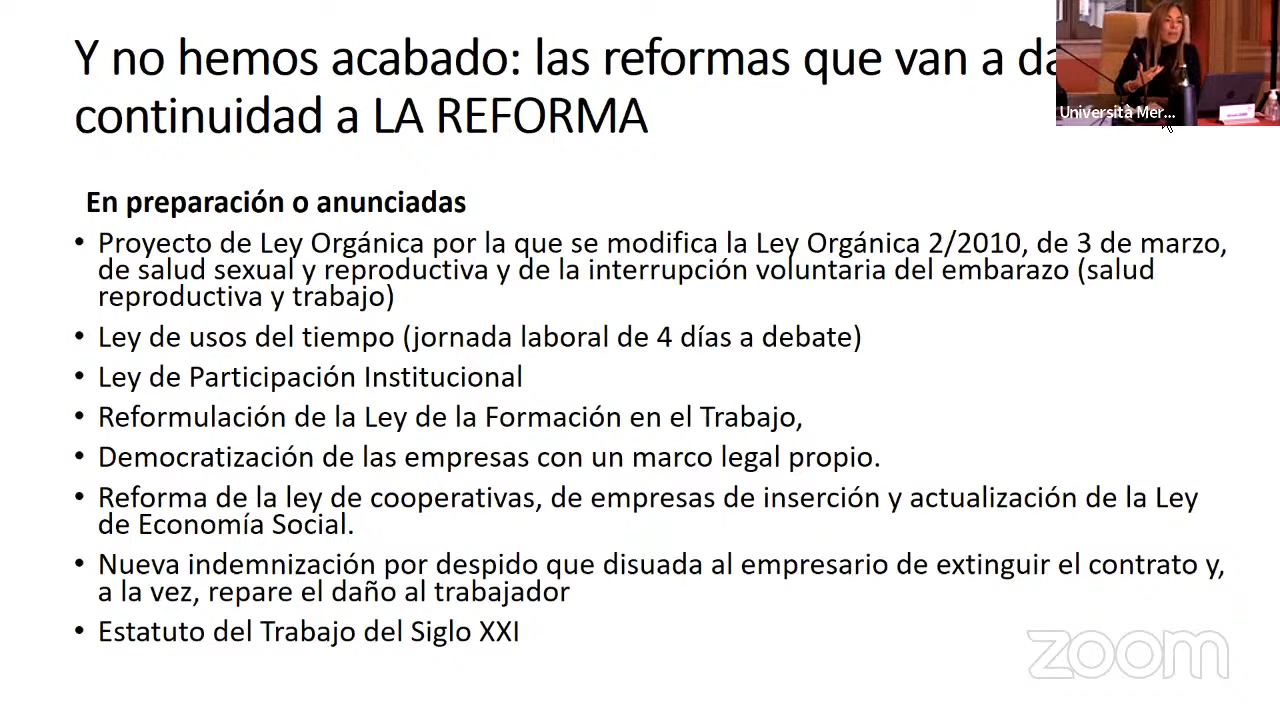 Y no hemos acabado: las reformas que van a da
continuidad a LA REFORMA
Università Mer...
En preparación o anunciadas
• Proyecto de Ley Orgánica por la que se modifica la Ley Orgánica 2/2010, de 3 de marzo,
de salud sexual y reproductiva y de la interrupción voluntaria del embarazo (salud
reproductiva y trabajo)
• Ley de usos del tiempo (jornada laboral de 4 días a debate)
• Ley de Participación Institucional
• Reformulación de la Ley de la Formación en el Trabajo,
• Democratización de las empresas con un marco legal propio.
• Reforma de la ley de cooperativas, de empresas de inserción y actualización de la Ley
de Economía Social.
• Nueva indemnización por despido que disuada al empresario de extinguir el contrato y,
a la vez, repare el daño al trabajador
• Estatuto del Trabajo del Siglo XXI
zoom